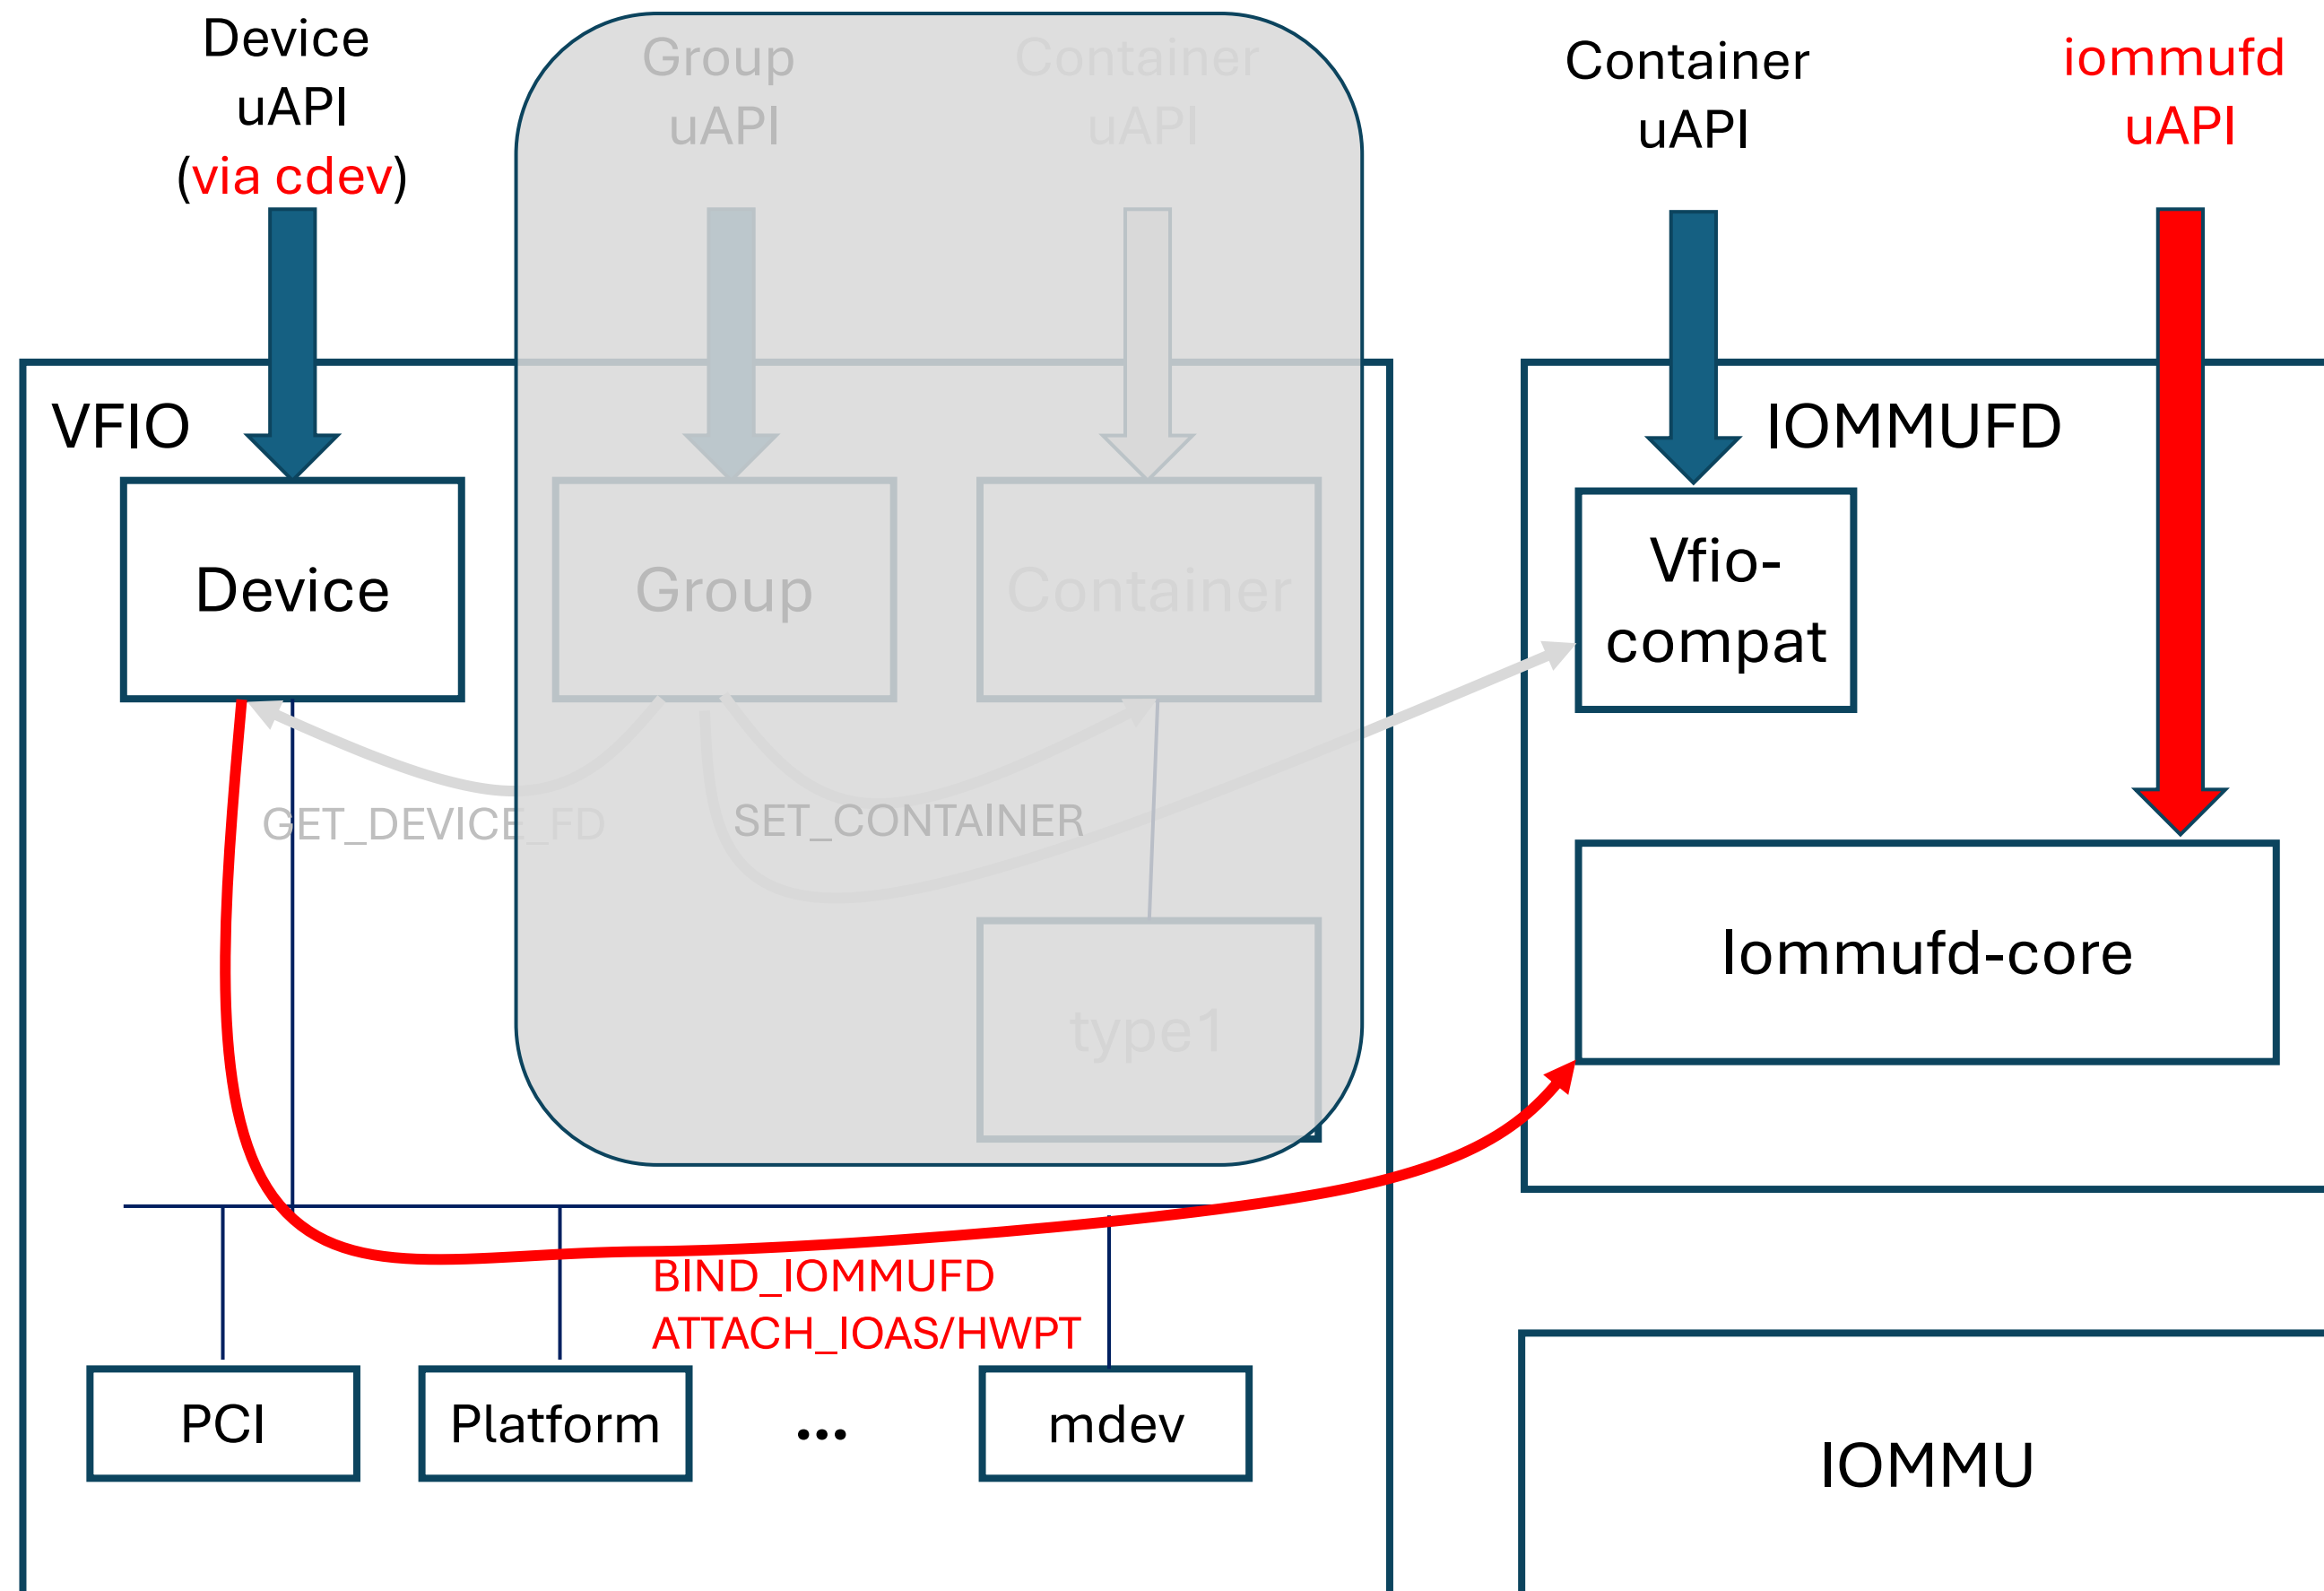 Device
uAPI
(via cdev)
Group
uAPI
Container
uAPI
Container
uAPI
iommufd
uAPI
VFIO
IOMMUFD
Device
Group
Container
Vfio-
compat
GET_DEVICE_FD
SET_CONTAINER
Iommufd-core
type1
BIND_IOMMUFD
ATTACH_IOAS/HWPT
PCI
Platform
...
mdev
IOMMU